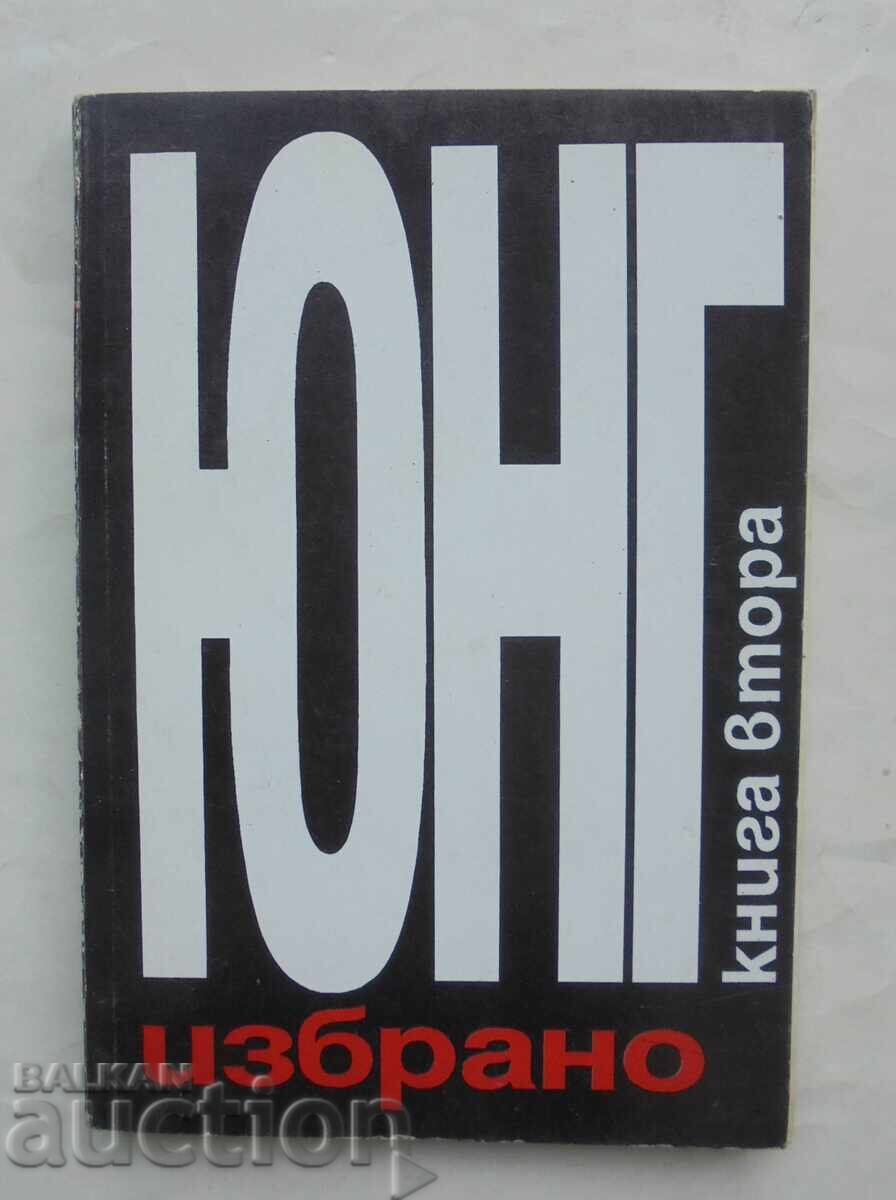 ЮНГ
книга втора
избрано
BALKAN
auction